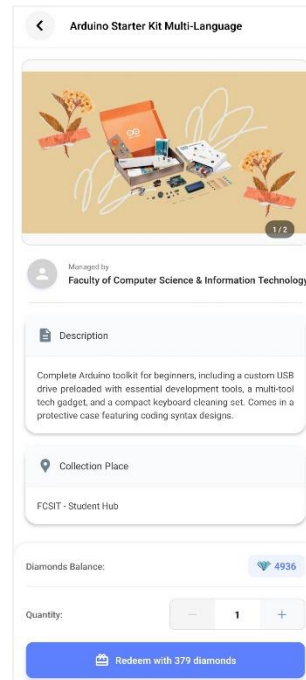 Arduino Starter Kit Multi-Language
1/2
Managed by
Faculty of Computer Science & Information Technology
Description
Complete Arduino toolkit for beginners, including a custom USB
drive preloaded with essential development tools, a multi-tool
tech gadget, and a compact keyboard cleaning set. Comes in a
protective case featuring coding syntax designs.
Collection Place
FCSIT - Student Hub
Diamonds Balance: 4936
Quantity: — 1 +
Redeem with 379 diamonds